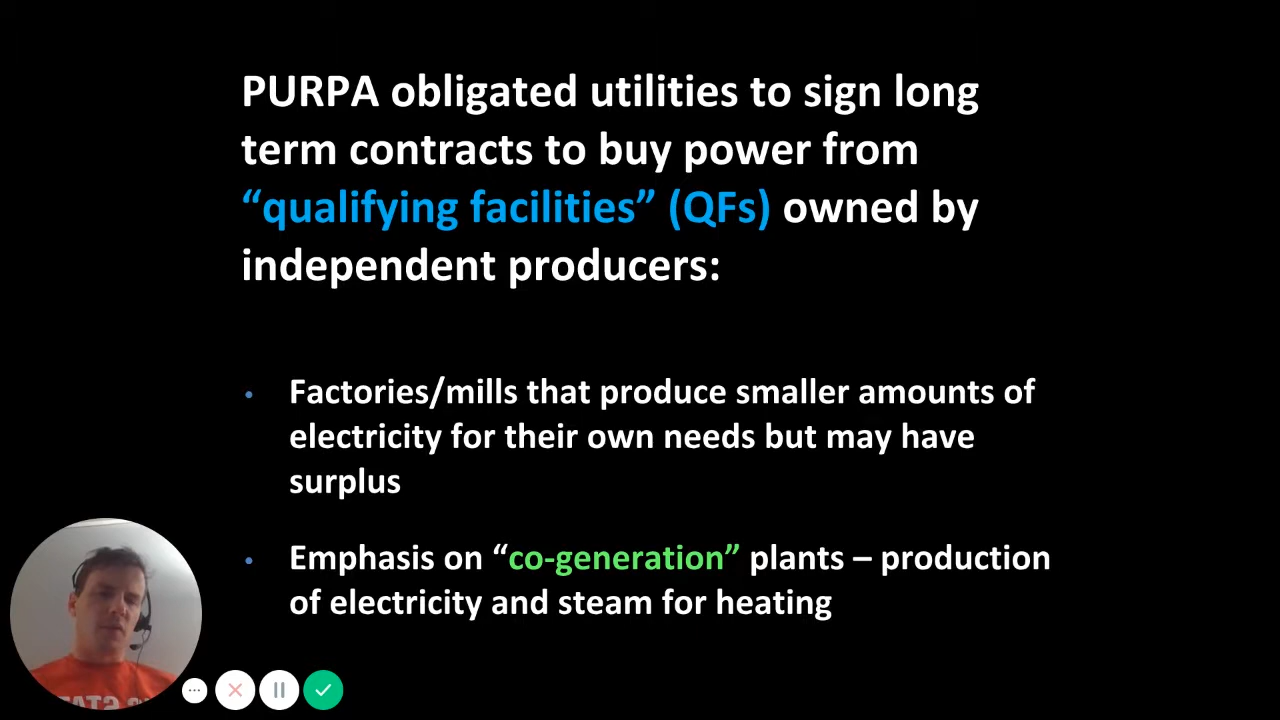 PURPA obligated utilities to sign long
term contracts to buy power from
“qualifying facilities” (QFs) owned by
independent producers:
• Factories/mills that produce smaller amounts of
electricity for their own needs but may have
surplus
• Emphasis on “co-generation” plants – production
of electricity and steam for heating